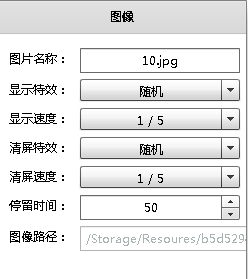 图像
图片名称： 10.jpg
显示特效： 随机
显示速度： 1 / 5
清屏特效： 随机
清屏速度： 1 / 5
停留时间： 50
图像路径： /Storage/Resoures/b5d529